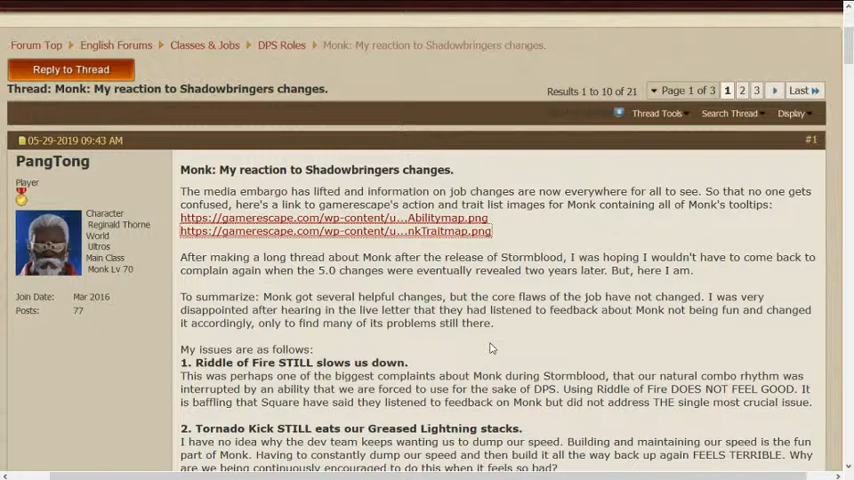 Forum Top English Forums Classes & Jobs DPS Roles Monk: My reaction to Shadowbringers changes.
Reply to Thread
Thread: Monk: My reaction to Shadowbringers changes.
Results 1 to 10 of 21 Page 1 of 3 1 2 3 Last
Thread Tools Search Thread Display
05-29-2019 09:43 AM #1
PangTong
Player
Character
Reginald Thorne
World
Ultros
Main Class
Monk Lv 70
Join Date: Mar 2016
Posts: 77
Monk: My reaction to Shadowbringers changes.
The media embargo has lifted and information on job changes are now everywhere for all to see. So that no one gets
confused, here's a link to gamerescape's action and trait list images for Monk containing all of Monk's tooltips:
https://gamerescape.com/wp-content/u...Abilitymap.png
https://gamerescape.com/wp-content/u...nkTraitmap.png
After making a long thread about Monk after the release of Stormblood, I was hoping I wouldn't have to come back to
complain again when the 5.0 changes were eventually revealed two years later. But, here I am.
To summarize: Monk got several helpful changes, but the core flaws of the job have not changed. I was very
disappointed after hearing in the live letter that they had listened to feedback about Monk not being fun and changed
it accordingly, only to find many of its problems still there.
My issues are as follows:
1. Riddle of Fire STILL slows us down.
This was perhaps one of the biggest complaints about Monk during Stormblood, that our natural combo rhythm was
interrupted by an ability that we are forced to use for the sake of DPS. Using Riddle of Fire DOES NOT FEEL GOOD. It
is baffling that Square have said they listened to feedback on Monk but did not address THE single most crucial issue.
2. Tornado Kick STILL eats our Greased Lightning stacks.
I have no idea why the dev team keeps wanting us to dump our speed. Building and maintaining our speed is the fun
part of Monk. Having to constantly dump our speed and then build it all the way back up again FEELS TERRIBLE. Why
are we being continuously encouraged to do this when it feels so bad?